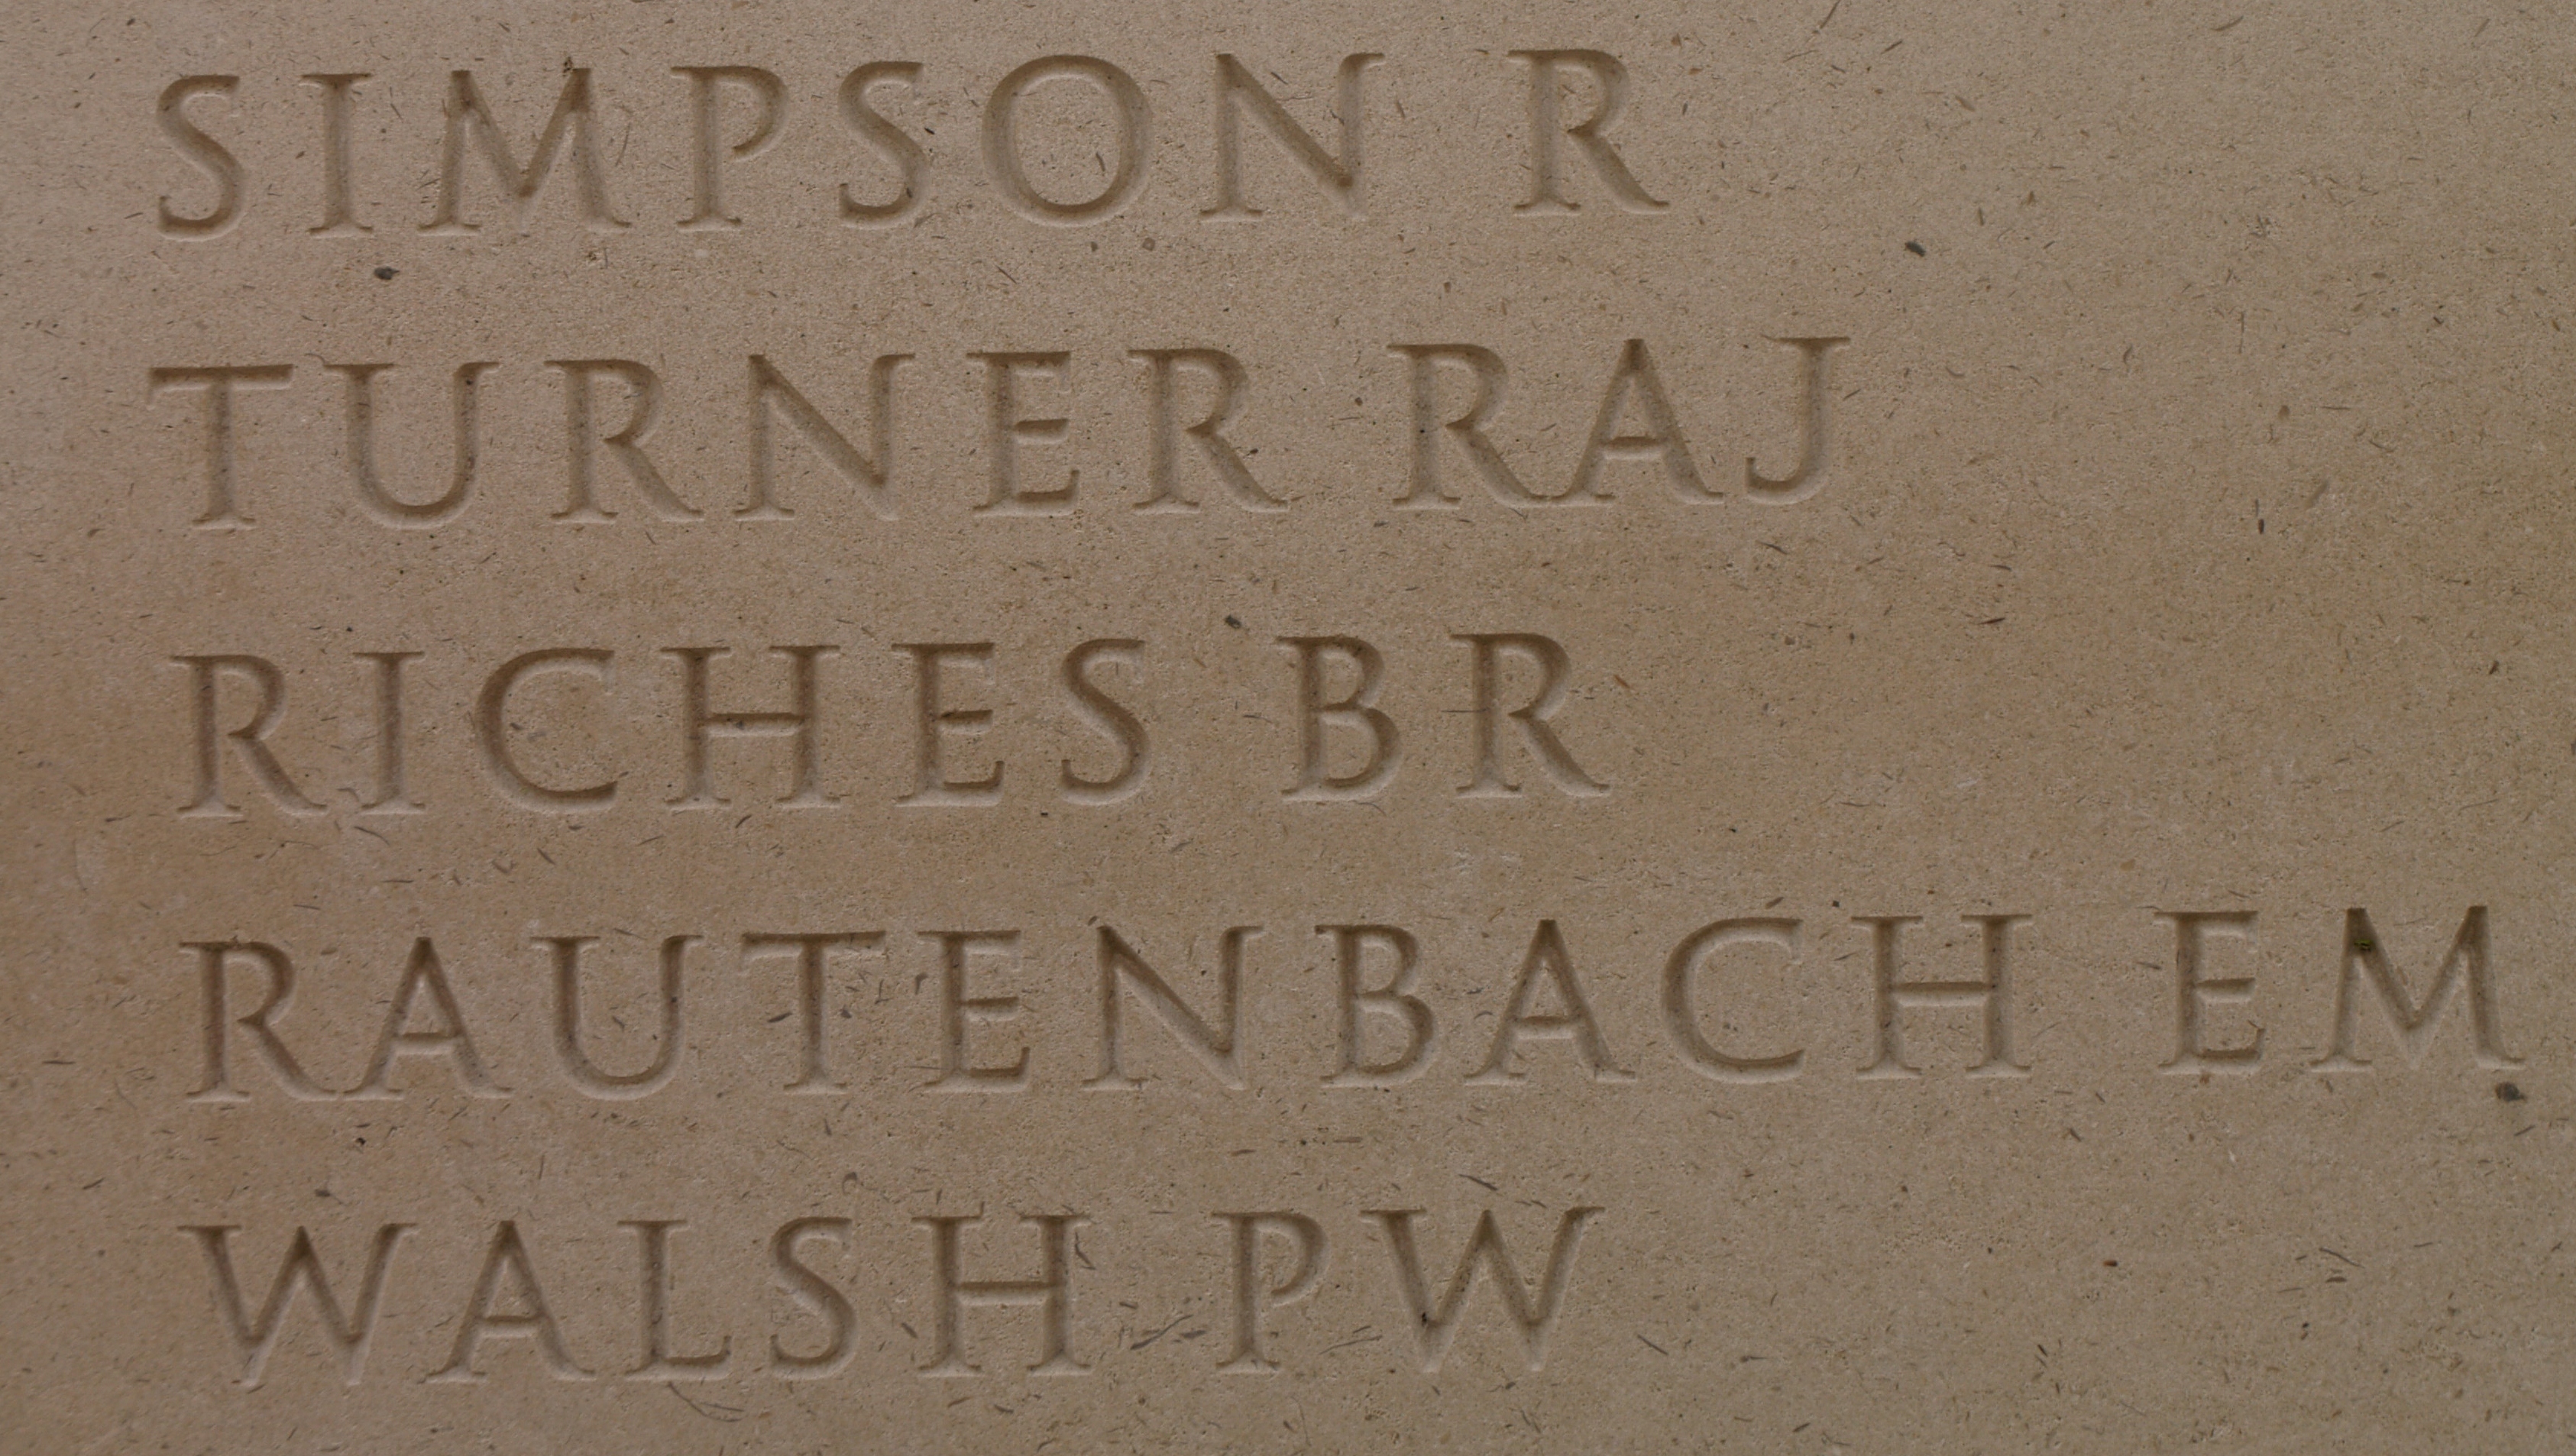 SIMPSON R
TURNER RAJ
RICHES BR
RAUTENBACH EM
WALSH PW